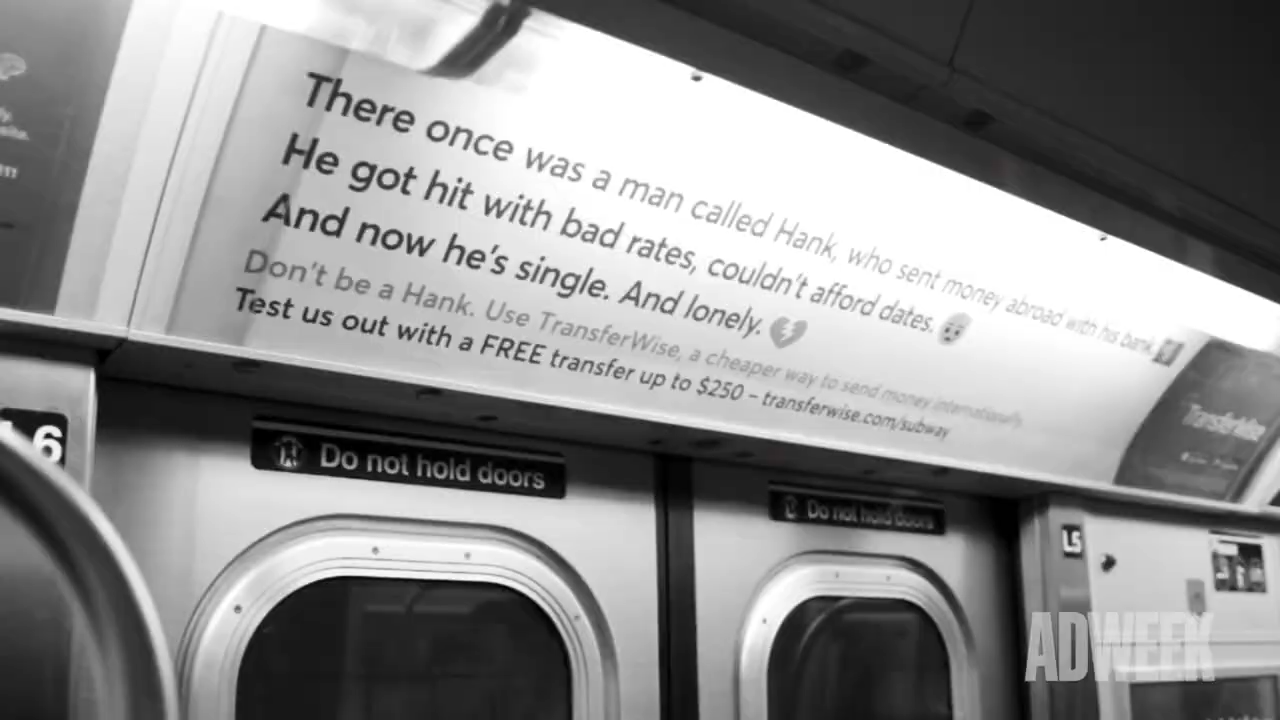 There once was a man called Hank, who sent money abroad with his bank.
He got hit with bad rates, couldn't afford dates.
And now he's single. And lonely.
Don't be a Hank. Use TransferWise, a cheaper way to send money internationally.
Test us out with a FREE transfer up to $250 – transferwise.com/subway
TransferWise
6
Do not hold doors
Do not hold doors
L5
ADWEEK